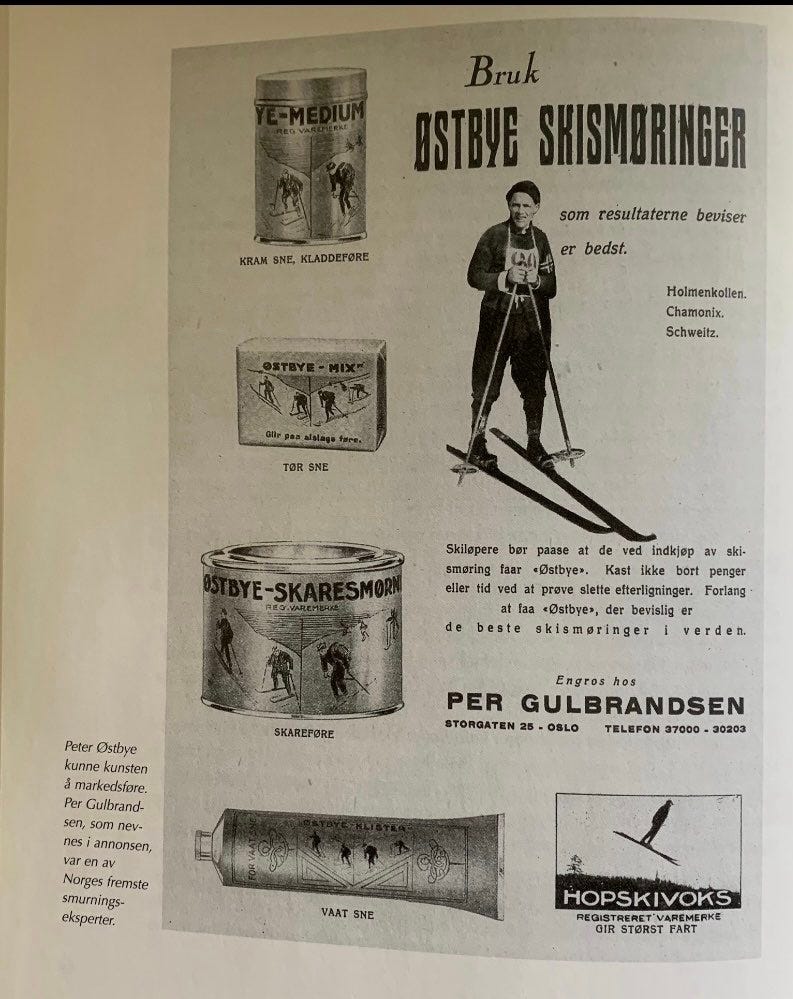 Bruk
ØSTBYE SKISMØRINGER
som resultaterne beviser
er bedst.
Holmenkollen.
Chamonix.
Schweitz.
YE-MEDIUM
REG VAREMERKE
KRAM SNE, KLADDEFØRE
ØSTBYE - MIX
Glir paa alslags føre.
TØR SNE
ØSTBYE-SKARESMØRN
REG. VAREMERKE
SKAREFØRE
Skiløpere bør paase at de ved indkjøp av ski-
smøring faar «Østbye». Kast ikke bort penger
eller tid ved at prøve slette efterligninger. Forlang
at faa «Østbye», der bevislig er
de beste skismøringer i verden.
Engros hos
PER GULBRANDSEN
STORGATEN 25 - OSLO TELEFON 37000 - 30203
FOR VAAT SNE
ØSTBYE KLISTER
VAAT SNE
HOPSKIVOKS
REGISTRERET VAREMERKE
GIR STØRST FART
Peter Østbye
kunne kunsten
å markedsføre.
Per Gulbrand-
sen, som nev-
nes i annonsen,
var en av
Norges fremste
smurnings-
eksperter.